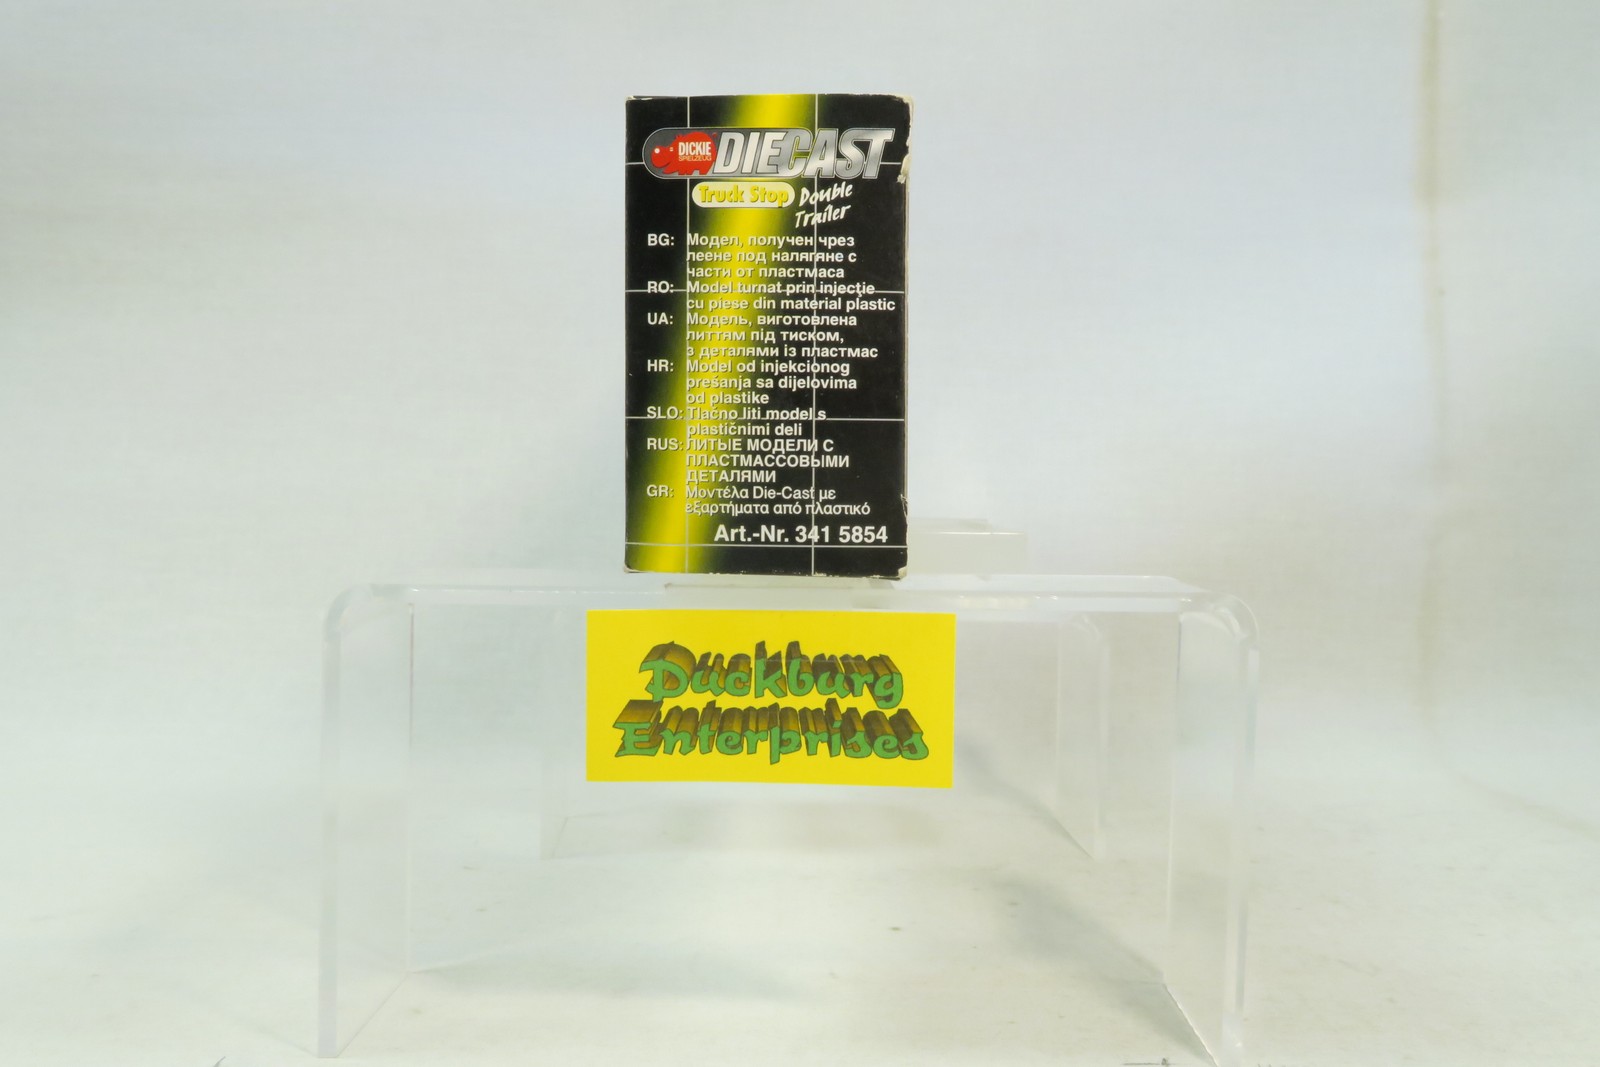 DICKIE
SPIELZEUG
DIECAST
Truck Stop Double
Trailer
BG: Модел, получен чрез
леене под налягяне с
части от пластмаса
RO: Model turnat prin injecţie
cu piese din material plastic
UA: Модель, виготовлена
литтям під тиском,
з деталями із пластмас
HR: Model od injekcionog
prešanja sa dijelovima
od plastike
SLO: Tlačno liti model s
plastičnimi deli
RUS: ЛИТЫЕ МОДЕЛИ С
ПЛАСТМАССОВЫМИ
ДЕТАЛЯМИ
GR: Μοντέλα Die-Cast με
εξαρτήματα από πλαστικό
Art.-Nr. 341 5854
Duckburg
Enterprises